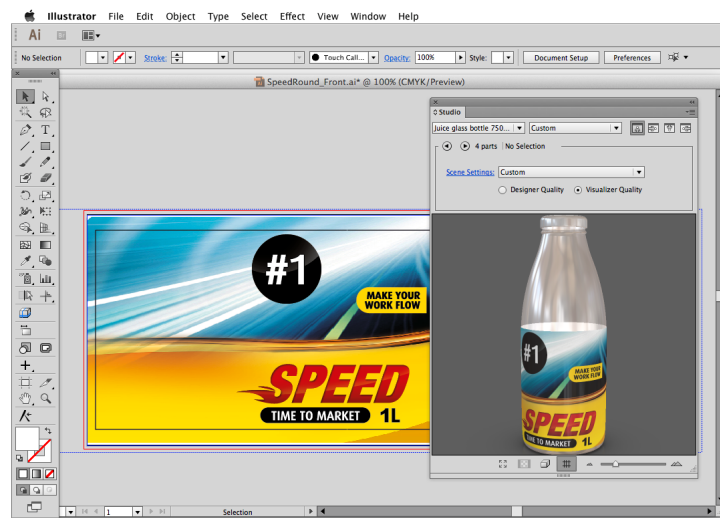 Illustrator File Edit Object Type Select Effect View Window Help
Ai
No Selection Stroke: Touch Call... Opacity: 100% Style: Document Setup Preferences
SpeedRound_Front.ai* @ 100% (CMYK/Preview)
Studio
Juice glass bottle 750... Custom
4 parts No Selection
Scene Settings: Custom
Designer Quality Visualizer Quality
#1
MAKE YOUR
WORK FLOW
SPEED
TIME TO MARKET 1L
#1
MAKE YOUR
WORK FLOW
SPEED
TIME TO MARKET 1L
1 Selection